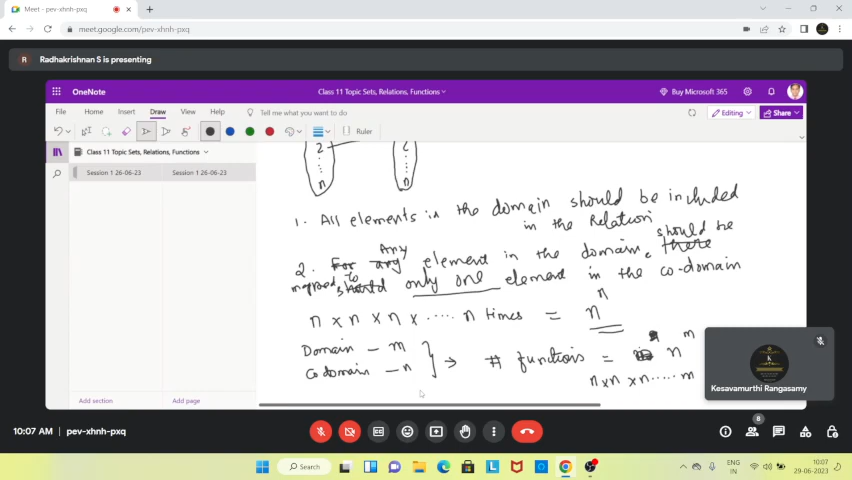 Meet - pev-xhnh-pxq
meet.google.com/pev-xhnh-pxq
R Radhakrishnan S is presenting
OneNote
Class 11 Topic Sets, Relations, Functions
Buy Microsoft 365
File Home Insert Draw View Help Tell me what you want to do
Editing Share
Ruler
Class 11 Topic Sets, Relations, Functions
Session 1 26-06-23 Session 1 26-06-23
2 2
n n
1. All elements in the domain should be included
in the Relation
Any should be
2. For any element in the domain, there
mapped to should only one element in the co-domain
n x n x n x ..... n times = n^n
Domain - m
Co domain - n
# functions = n^m
n x n x n ..... m
Add section Add page
K
Kesavamurthi Rangasamy
10:07 AM pev-xhnh-pxq
8
Search
ENG
IN
10:07
29-06-2023